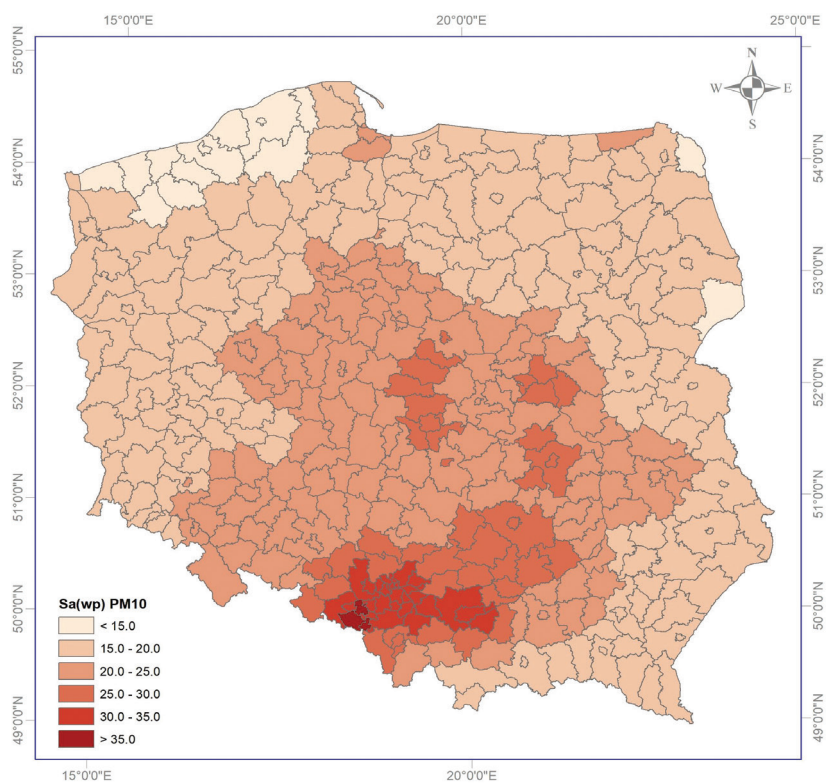 15°0'0"E 20°0'0"E 25°0'0"E
N
W E
S
55°0'0"N
54°0'0"N 54°0'0"N
53°0'0"N 53°0'0"N
52°0'0"N 52°0'0"N
51°0'0"N 51°0'0"N
50°0'0"N 50°0'0"N
49°0'0"N 49°0'0"N
Sa(wp) PM10
< 15.0
15.0 - 20.0
20.0 - 25.0
25.0 - 30.0
30.0 - 35.0
> 35.0
15°0'0"E 20°0'0"E